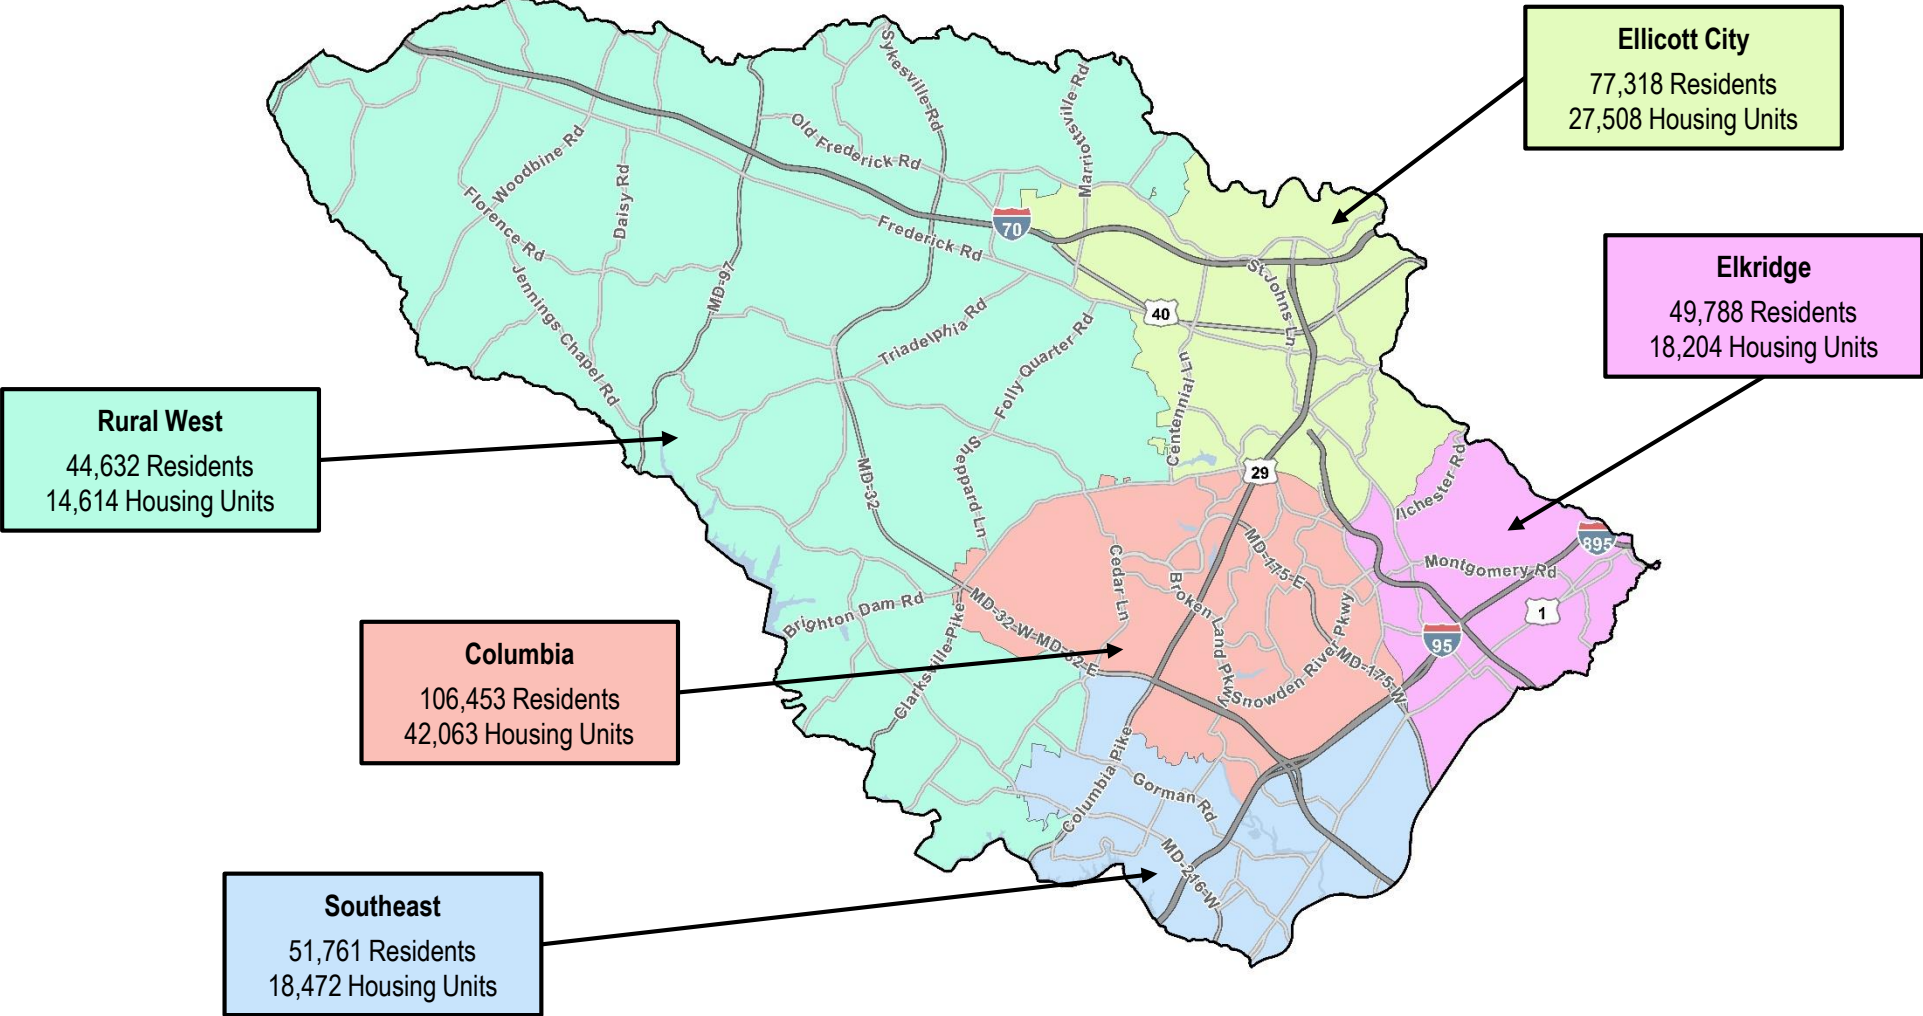 Ellicott City
77,318 Residents
27,508 Housing Units
Elkridge
49,788 Residents
18,204 Housing Units
Rural West
44,632 Residents
14,614 Housing Units
Columbia
106,453 Residents
42,063 Housing Units
Southeast
51,761 Residents
18,472 Housing Units
Sykesville Rd
Marriottsville Rd
Old Frederick Rd
Woodbine Rd
Daisy Rd
Florence Rd
Frederick Rd
70
MD-97
Jennings Chapel Rd
St Johns Ln
40
Triadelphia Rd
Folly Quarter Rd
Centennial Ln
Sheppard Ln
MD-32
29
Ilchester Rd
895
Montgomery Rd
1
95
MD-175 E
Cedar Ln
Broken Land Pkwy
Snowden River Pkwy
MD-175 W
Brighton Dam Rd
MD-32 W
MD-32 E
Clarksville Pike
Columbia Pike
Gorman Rd
MD-216 W